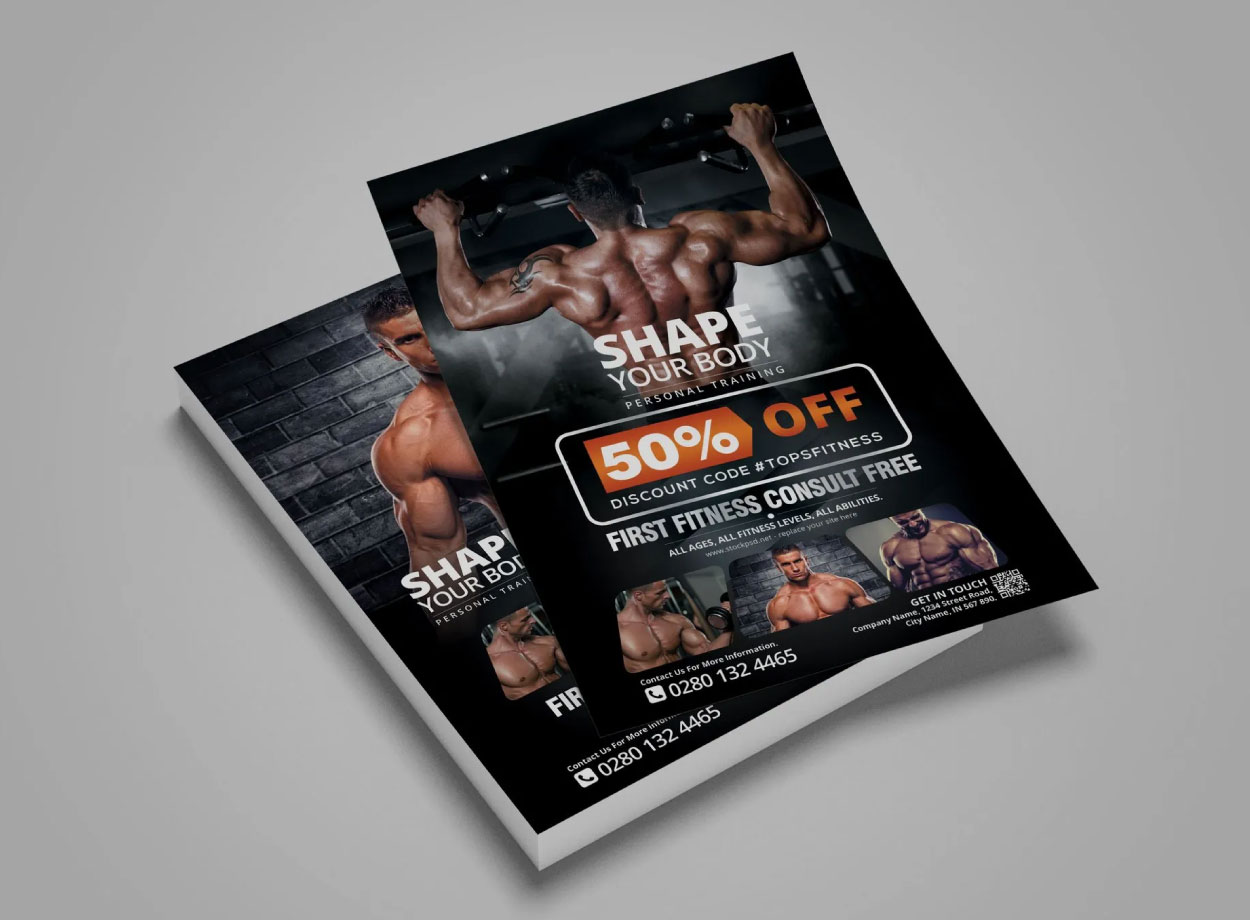 SHAPE
YOUR BODY
PERSONAL TRAINING
50% OFF
DISCOUNT CODE #TOPSFITNESS
FIRST FITNESS CONSULT FREE
ALL AGES, ALL FITNESS LEVELS, ALL ABILITIES.
www.stockpsd.net - replace your site here
GET IN TOUCH
Company Name, 1234 Street Road,
City Name, IN 567 890.
Contact Us For More Information.
0280 132 4465
SHAP
YOUR BOD
PERSONAL TRAI
FIR
Contact Us For More Infor
0280 132 4465